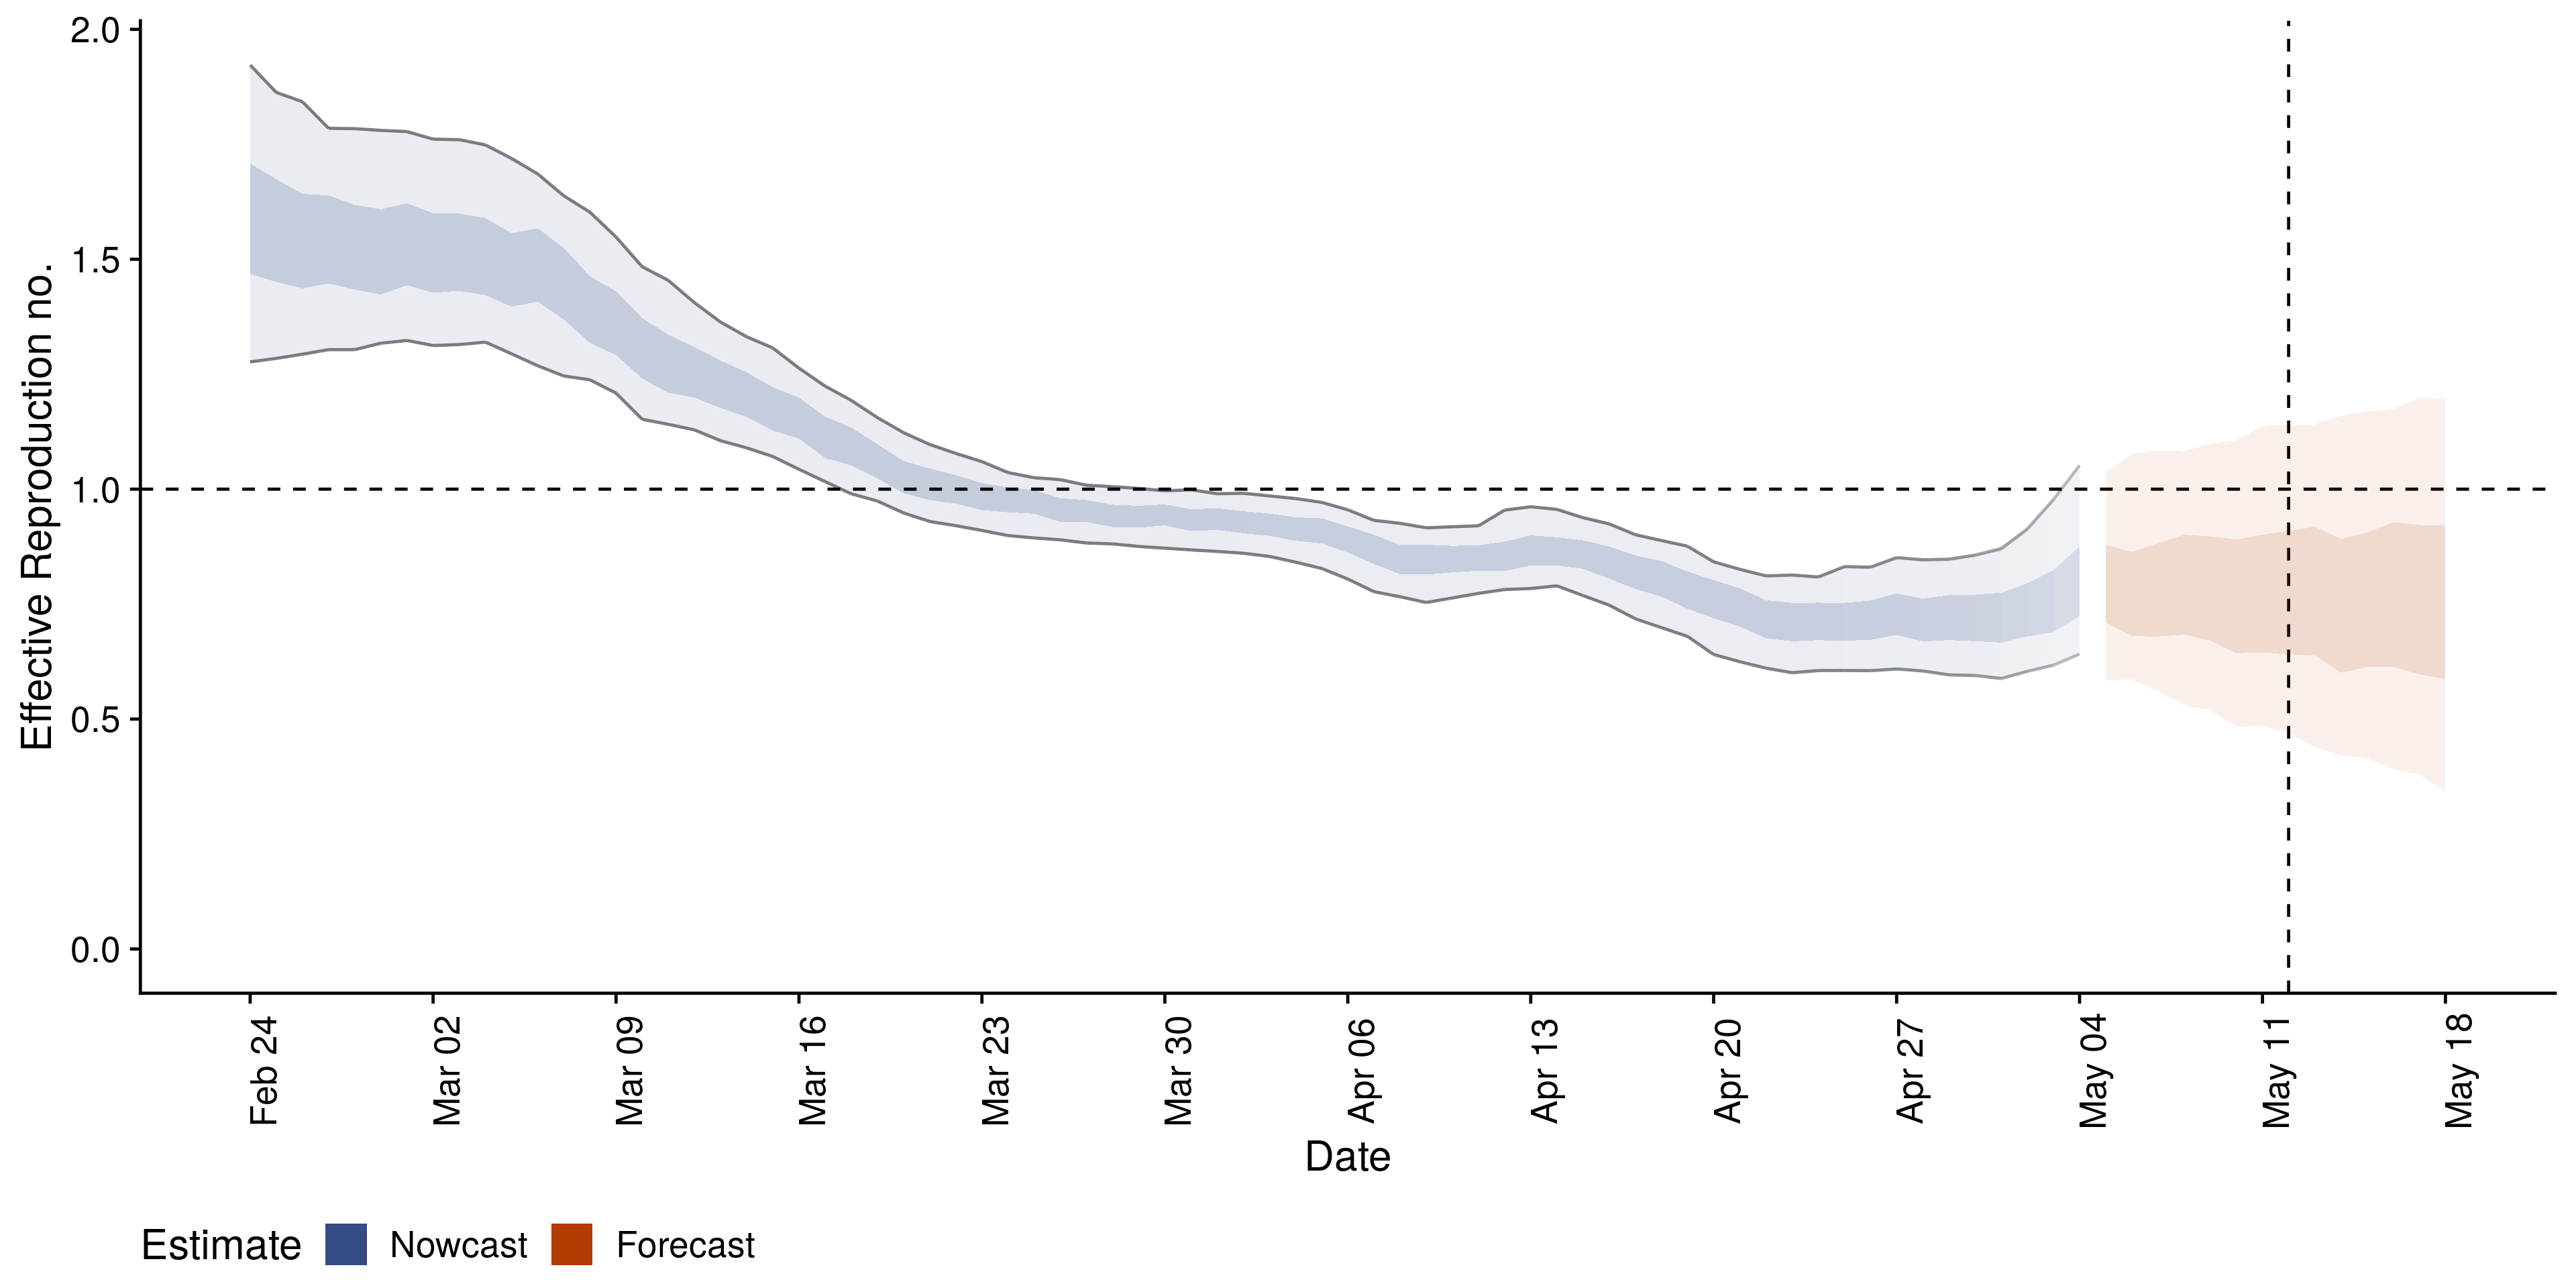 Effective Reproduction no.
2.0
1.5
1.0
0.5
0.0
Feb 24
Mar 02
Mar 09
Mar 16
Mar 23
Mar 30
Apr 06
Apr 13
Apr 20
Apr 27
May 04
May 11
May 18
Date
Estimate Nowcast Forecast